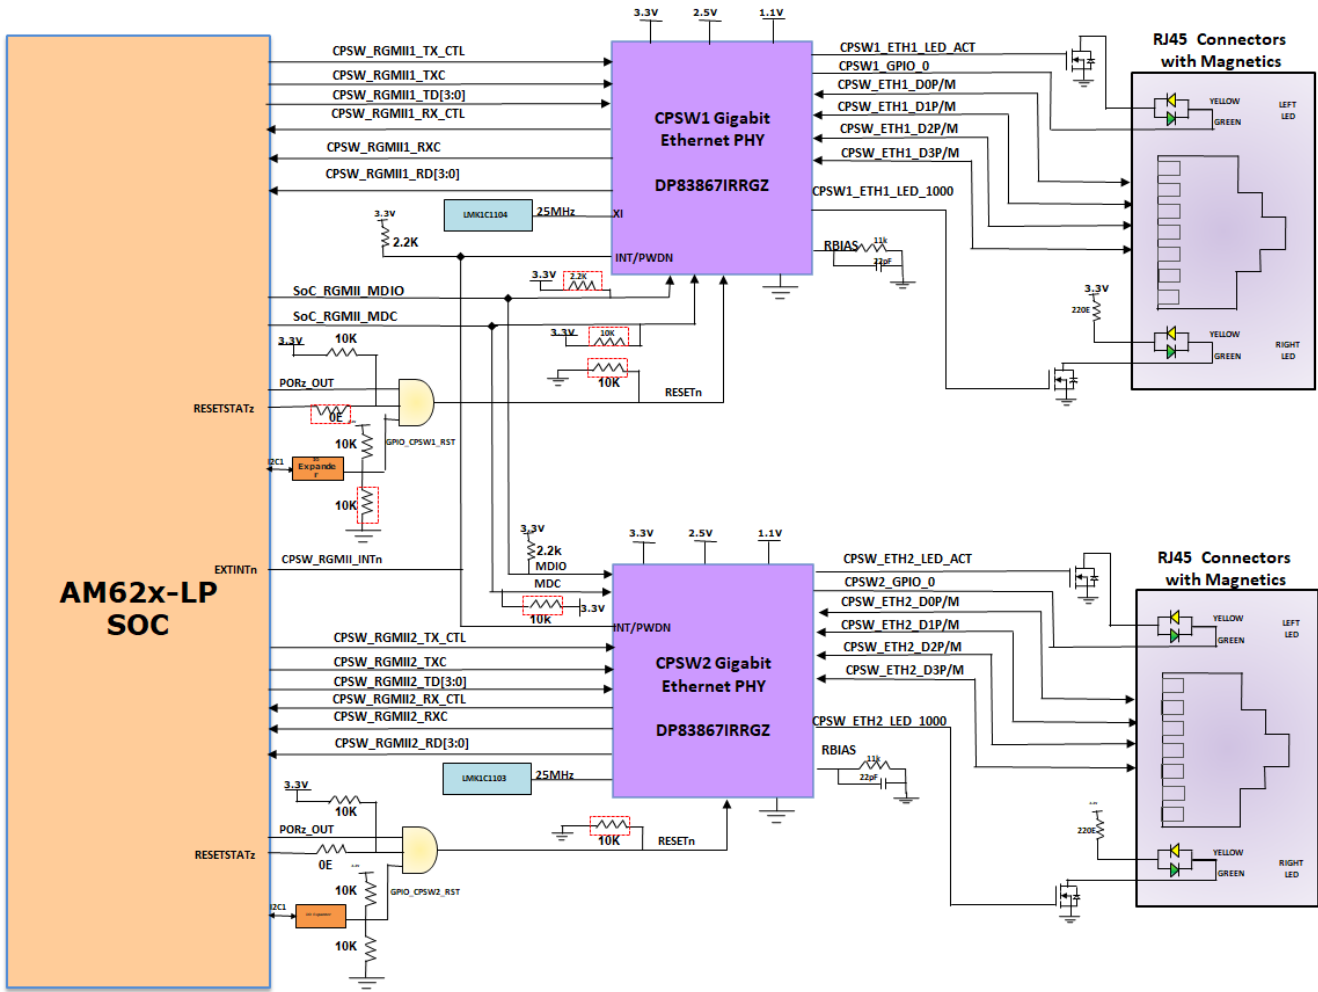 3.3V
2.5V
1.1V
CPSW_RGMII1_TX_CTL
CPSW_RGMII1_TXC
CPSW_RGMII1_TD[3:0]
CPSW_RGMII1_RX_CTL
CPSW_RGMII1_RXC
CPSW_RGMII1_RD[3:0]
CPSW1 Gigabit
Ethernet PHY
DP83867IRRGZ
XI
INT/PWDN
LMK1C1104
25MHz
3.3V
2.2K
CPSW1_ETH1_LED_ACT
CPSW1_GPIO_0
CPSW_ETH1_D0P/M
CPSW_ETH1_D1P/M
CPSW_ETH1_D2P/M
CPSW_ETH1_D3P/M
CPSW1_ETH1_LED_1000
RBIAS
11k
22pF
RJ45 Connectors
with Magnetics
YELLOW
GREEN
LEFT
LED
3.3V
220E
YELLOW
GREEN
RIGHT
LED
SoC_RGMII_MDIO
SoC_RGMII_MDC
3.3V
2.2K
3.3V
10K
10K
RESETn
3.3V
10K
PORz_OUT
RESETSTATz
0E
10K
GPIO_CPSW1_RST
I2C1
Expande
r
10K
EXTINTn
CPSW_RGMII_INTn
AM62x-LP
SOC
3.3V
2.2k
MDIO
MDC
10k
3.3V
3.3V
2.5V
1.1V
INT/PWDN
CPSW2 Gigabit
Ethernet PHY
DP83867IRRGZ
CPSW_RGMII2_TX_CTL
CPSW_RGMII2_TXC
CPSW_RGMII2_TD[3:0]
CPSW_RGMII2_RX_CTL
CPSW_RGMII2_RXC
CPSW_RGMII2_RD[3:0]
LMK1C1103
25MHz
CPSW_ETH2_LED_ACT
CPSW2_GPIO_0
CPSW_ETH2_D0P/M
CPSW_ETH2_D1P/M
CPSW_ETH2_D2P/M
CPSW_ETH2_D3P/M
CPSW_ETH2_LED_1000
RBIAS
11k
22pF
RJ45 Connectors
with Magnetics
YELLOW
GREEN
LEFT
LED
220E
YELLOW
GREEN
RIGHT
LED
3.3V
10K
PORz_OUT
RESETSTATz
0E
10K
RESETn
10K
GPIO_CPSW2_RST
I2C1
10K